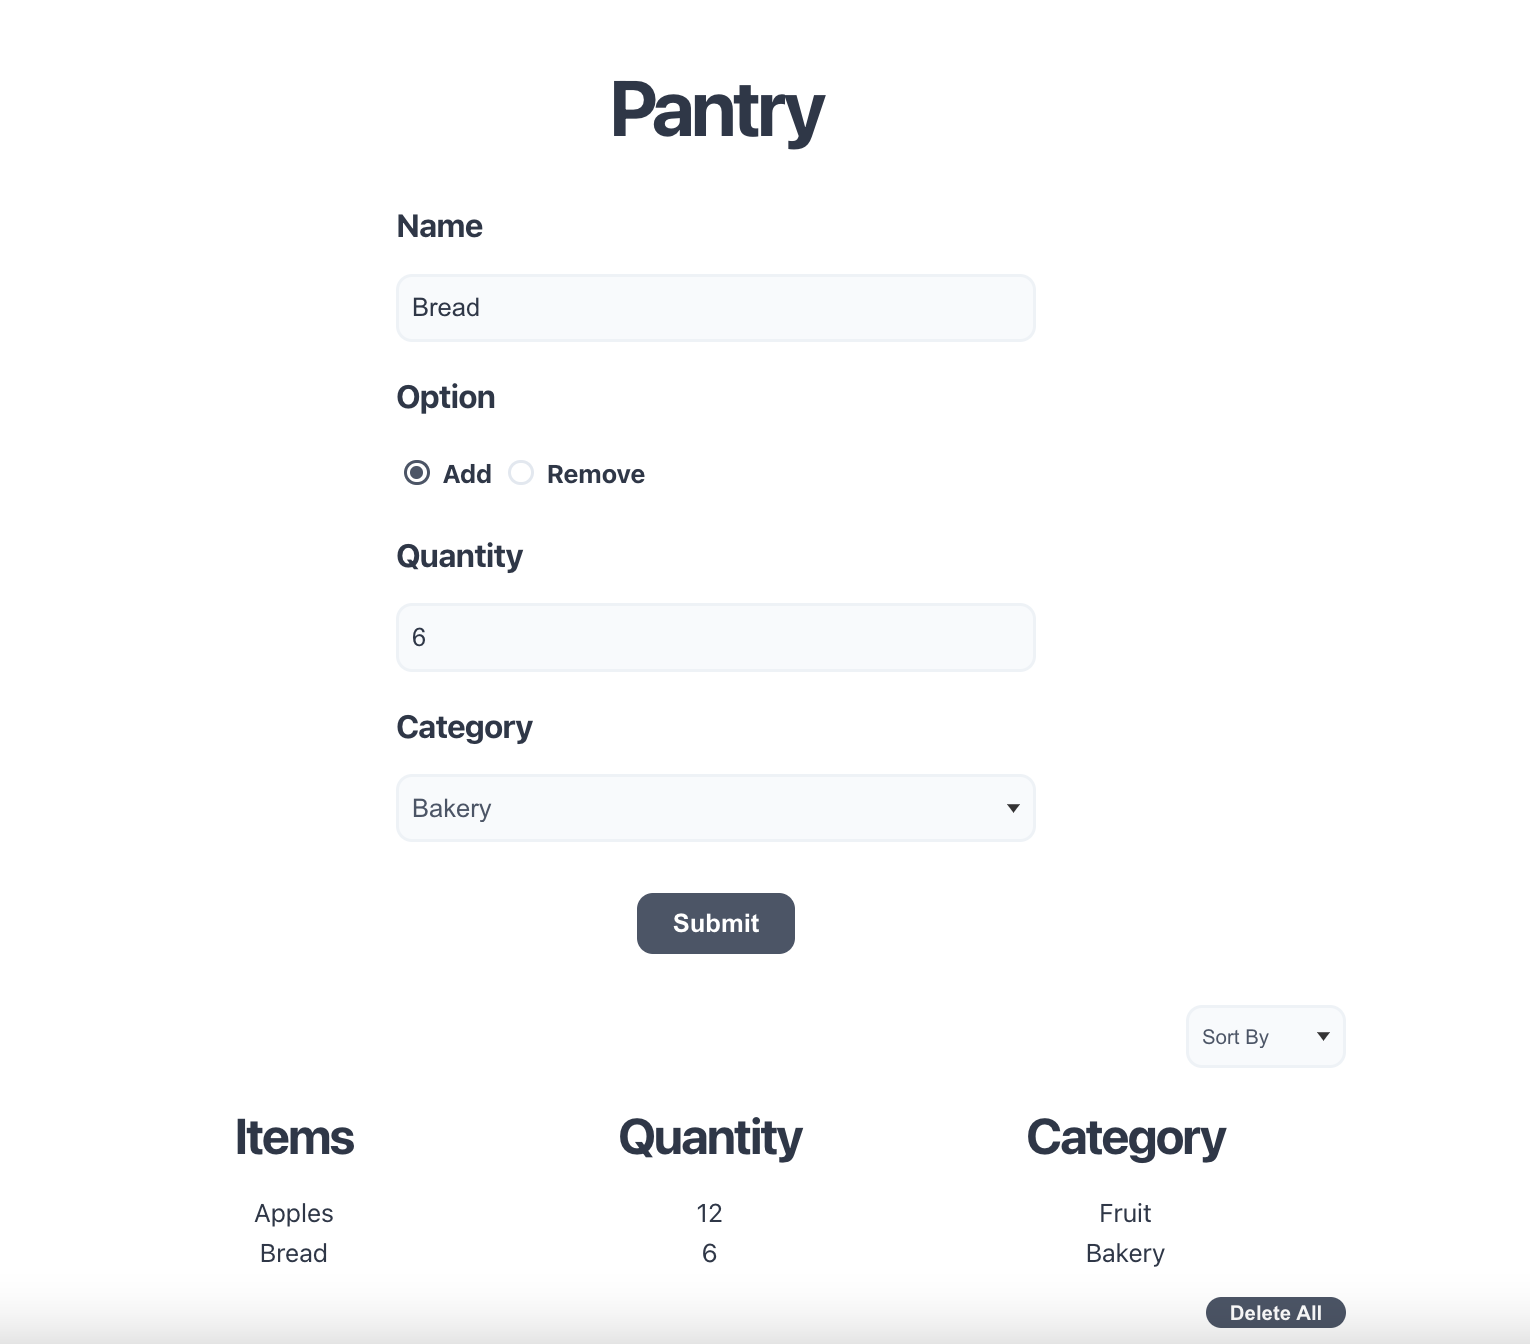 Pantry
Name
Bread
Option
Add Remove
Quantity
6
Category
Bakery
Submit
Sort By
Items Quantity Category
Apples 12 Fruit
Bread 6 Bakery
Delete All